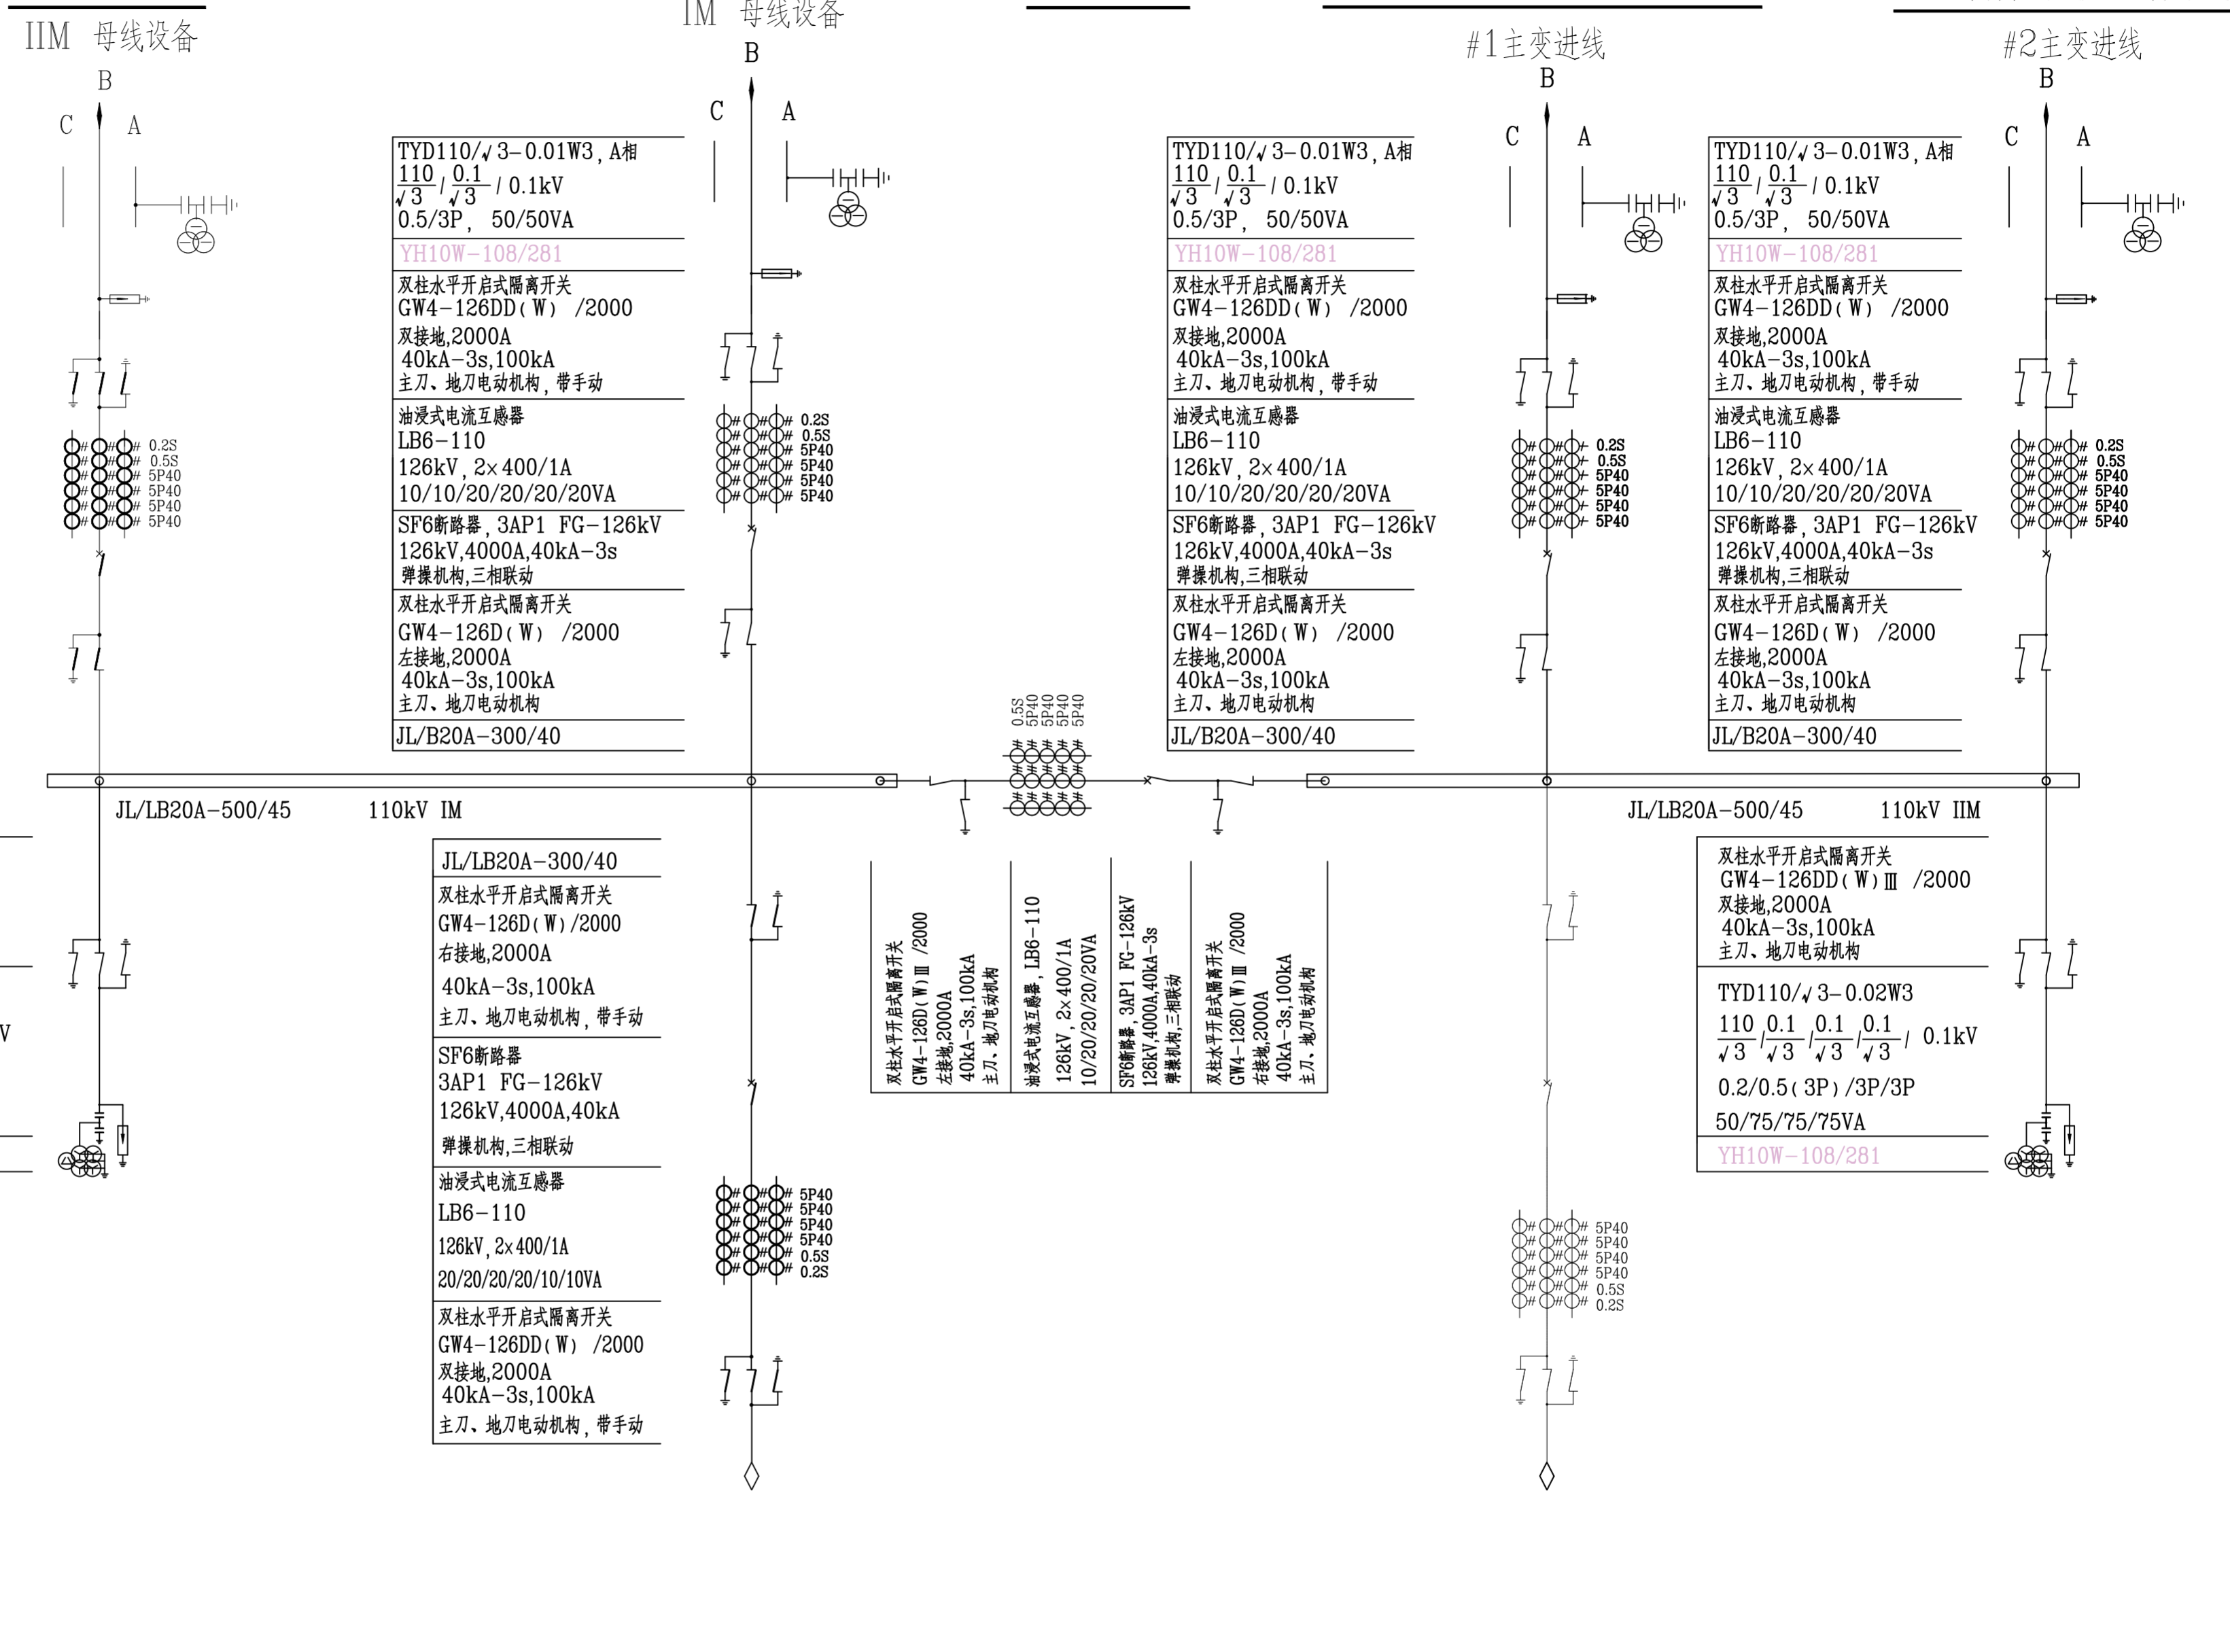 IIM 母线设备
IM 母线设备
#1主变进线
#2主变进线
B
C A
0.2S
0.5S
5P40
5P40
5P40
5P40
TYD110/√3-0.01W3,A相
110/√3 / 0.1/√3 / 0.1kV
0.5/3P, 50/50VA
YH10W-108/281
双柱水平开启式隔离开关
GW4-126DD(W) /2000
双接地,2000A
40kA-3s,100kA
主刀、地刀电动机构,带手动
油浸式电流互感器
LB6-110
126kV,2×400/1A
10/10/20/20/20/20VA
SF6断路器,3AP1 FG-126kV
126kV,4000A,40kA-3s
弹操机构,三相联动
双柱水平开启式隔离开关
GW4-126D(W) /2000
左接地,2000A
40kA-3s,100kA
主刀、地刀电动机构
JL/B20A-300/40
B
C A
0.2S
0.5S
5P40
5P40
5P40
5P40
0.5S
5P40
5P40
5P40
5P40
TYD110/√3-0.01W3,A相
110/√3 / 0.1/√3 / 0.1kV
0.5/3P, 50/50VA
YH10W-108/281
双柱水平开启式隔离开关
GW4-126DD(W) /2000
双接地,2000A
40kA-3s,100kA
主刀、地刀电动机构,带手动
油浸式电流互感器
LB6-110
126kV,2×400/1A
10/10/20/20/20/20VA
SF6断路器,3AP1 FG-126kV
126kV,4000A,40kA-3s
弹操机构,三相联动
双柱水平开启式隔离开关
GW4-126D(W) /2000
左接地,2000A
40kA-3s,100kA
主刀、地刀电动机构
JL/B20A-300/40
B
C A
0.2S
0.5S
5P40
5P40
5P40
5P40
TYD110/√3-0.01W3,A相
110/√3 / 0.1/√3 / 0.1kV
0.5/3P, 50/50VA
YH10W-108/281
双柱水平开启式隔离开关
GW4-126DD(W) /2000
双接地,2000A
40kA-3s,100kA
主刀、地刀电动机构,带手动
油浸式电流互感器
LB6-110
126kV,2×400/1A
10/10/20/20/20/20VA
SF6断路器,3AP1 FG-126kV
126kV,4000A,40kA-3s
弹操机构,三相联动
双柱水平开启式隔离开关
GW4-126D(W) /2000
左接地,2000A
40kA-3s,100kA
主刀、地刀电动机构
JL/B20A-300/40
B
C A
0.2S
0.5S
5P40
5P40
5P40
5P40
JL/LB20A-500/45 110kV IM
JL/LB20A-500/45 110kV IIM
V
JL/LB20A-300/40
双柱水平开启式隔离开关
GW4-126D(W)/2000
右接地,2000A
40kA-3s,100kA
主刀、地刀电动机构,带手动
SF6断路器
3AP1 FG-126kV
126kV,4000A,40kA
弹操机构,三相联动
油浸式电流互感器
LB6-110
126kV,2×400/1A
20/20/20/20/10/10VA
双柱水平开启式隔离开关
GW4-126DD(W) /2000
双接地,2000A
40kA-3s,100kA
主刀、地刀电动机构,带手动
5P40
5P40
5P40
5P40
0.5S
0.2S
双柱水平开启式隔离开关
GW4-126D(W)Ⅲ /2000
左接地,2000A
40kA-3s,100kA
主刀、地刀电动机构
油浸式电流互感器,LB6-110
126kV,2×400/1A
10/20/20/20/20VA
SF6断路器,3AP1 FG-126kV
126kV,4000A,40kA-3s
弹操机构,三相联动
双柱水平开启式隔离开关
GW4-126D(W)Ⅲ /2000
右接地,2000A
40kA-3s,100kA
主刀、地刀电动机构
5P40
5P40
5P40
5P40
0.5S
0.2S
双柱水平开启式隔离开关
GW4-126DD(W)Ⅲ /2000
双接地,2000A
40kA-3s,100kA
主刀、地刀电动机构
TYD110/√3-0.02W3
110/√3 / 0.1/√3 / 0.1/√3 / 0.1/√3 / 0.1kV
0.2/0.5(3P)/3P/3P
50/75/75/75VA
YH10W-108/281